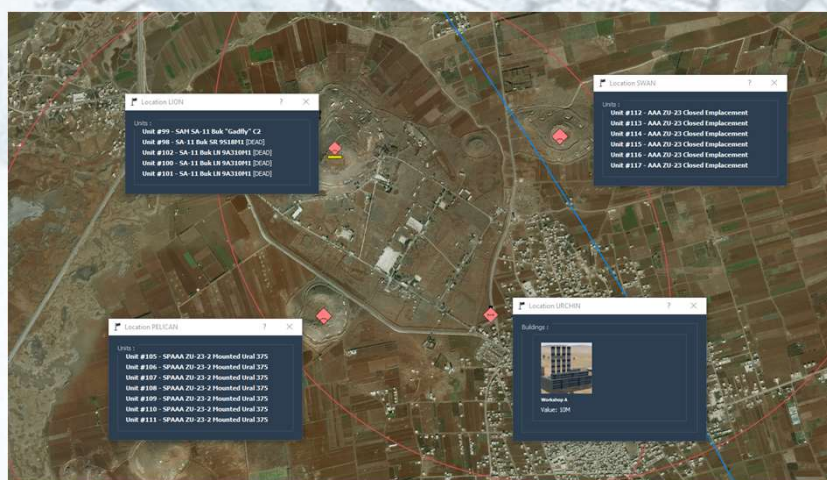 Location LION
Units :
Unit #99 - SAM SA-11 Buk "Gadfly" C2
Unit #98 - SA-11 Buk SR 9S18M1 [DEAD]
Unit #102 - SA-11 Buk LN 9A310M1 [DEAD]
Unit #100 - SA-11 Buk LN 9A310M1 [DEAD]
Unit #101 - SA-11 Buk LN 9A310M1 [DEAD]
Location SWAN
Units :
Unit #112 - AAA ZU-23 Closed Emplacement
Unit #113 - AAA ZU-23 Closed Emplacement
Unit #114 - AAA ZU-23 Closed Emplacement
Unit #115 - AAA ZU-23 Closed Emplacement
Unit #116 - AAA ZU-23 Closed Emplacement
Unit #117 - AAA ZU-23 Closed Emplacement
Location PELICAN
Units :
Unit #105 - SPAAA ZU-23-2 Mounted Ural 375
Unit #106 - SPAAA ZU-23-2 Mounted Ural 375
Unit #107 - SPAAA ZU-23-2 Mounted Ural 375
Unit #108 - SPAAA ZU-23-2 Mounted Ural 375
Unit #109 - SPAAA ZU-23-2 Mounted Ural 375
Unit #110 - SPAAA ZU-23-2 Mounted Ural 375
Unit #111 - SPAAA ZU-23-2 Mounted Ural 375
Location URCHIN
Buildings :
Workshop A
Value: 10M